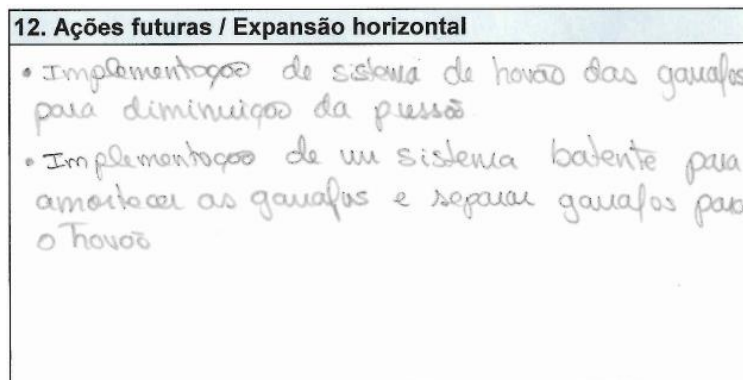 12. Ações futuras / Expansão horizontal
• Implementação de sistema de travão das garrafas
para diminuição da pressão
• Implementação de um sistema batente para
amortecer as garrafas e separar garrafas para
o travão